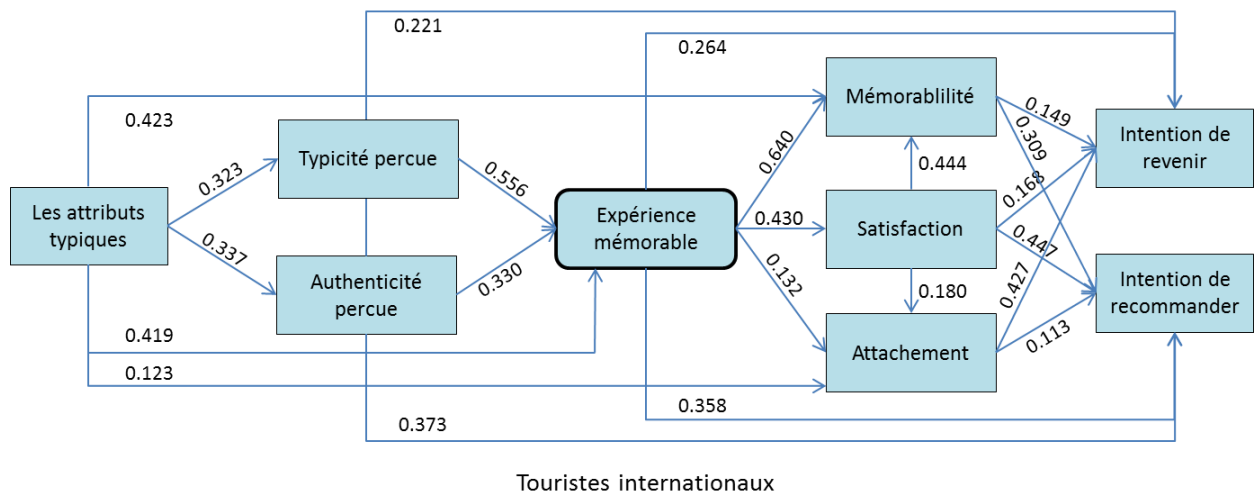 0.221
0.264
0.423
Mémorablilité
0.149
Intention de
revenir
Typicité percue
0.640
0.309
0.323
0.556
0.444
0.168
Les attributs
typiques
Expérience
mémorable
0.430
Satisfaction
0.337
0.330
0.132
0.447
Authenticité
percue
0.180
0.427
Intention de
recommander
0.419
Attachement
0.113
0.123
0.358
0.373
Touristes internationaux